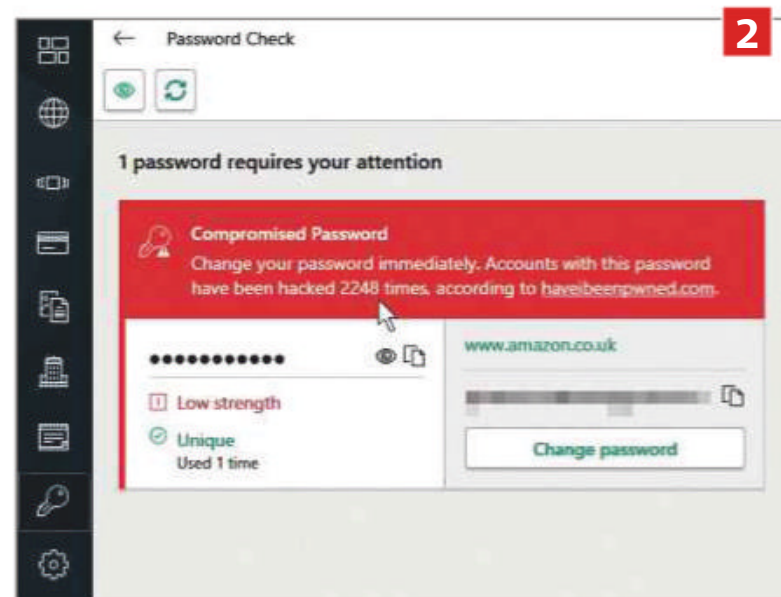 2
Password Check
1 password requires your attention
Compromised Password
Change your password immediately. Accounts with this password
have been hacked 2248 times, according to haveibeenpwned.com.
www.amazon.co.uk
Low strength
Unique
Used 1 time
Change password